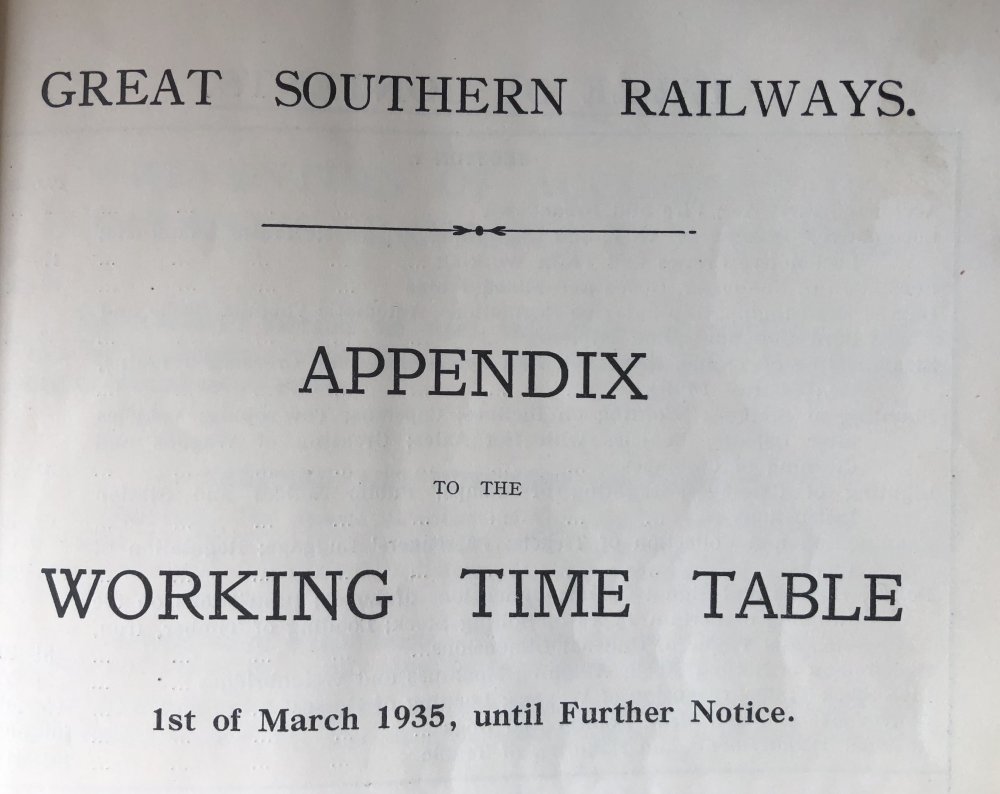 GREAT SOUTHERN RAILWAYS.
APPENDIX
TO THE
WORKING TIME TABLE
1st of March 1935, until Further Notice.